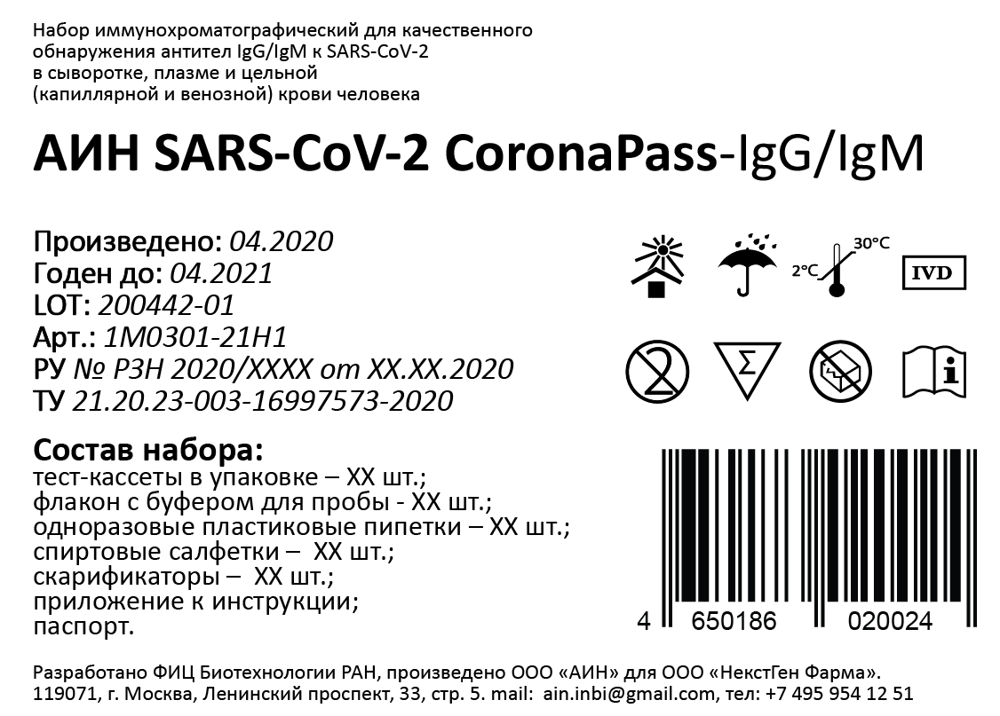 Набор иммунохроматографический для качественного
обнаружения антител IgG/IgM к SARS-CoV-2
в сыворотке, плазме и цельной
(капиллярной и венозной) крови человека
АИН SARS-CoV-2 CoronaPass-IgG/IgM
Произведено: 04.2020
Годен до: 04.2021
LOT: 200442-01
Арт.: 1М0301-21Н1
РУ № РЗН 2020/XXXX от XX.XX.2020
ТУ 21.20.23-003-16997573-2020
2°C 30°C
IVD
2
Σ
i
Состав набора:
тест-кассеты в упаковке – XX шт.;
флакон с буфером для пробы - XX шт.;
одноразовые пластиковые пипетки – XX шт.;
спиртовые салфетки –  XX шт.;
скарификаторы –  XX шт.;
приложение к инструкции;
паспорт.
4 650186 020024
Разработано ФИЦ Биотехнологии РАН, произведено ООО «АИН» для ООО «НекстГен Фарма».
119071, г. Москва, Ленинский проспект, 33, стр. 5. mail:  ain.inbi@gmail.com, тел: +7 495 954 12 51